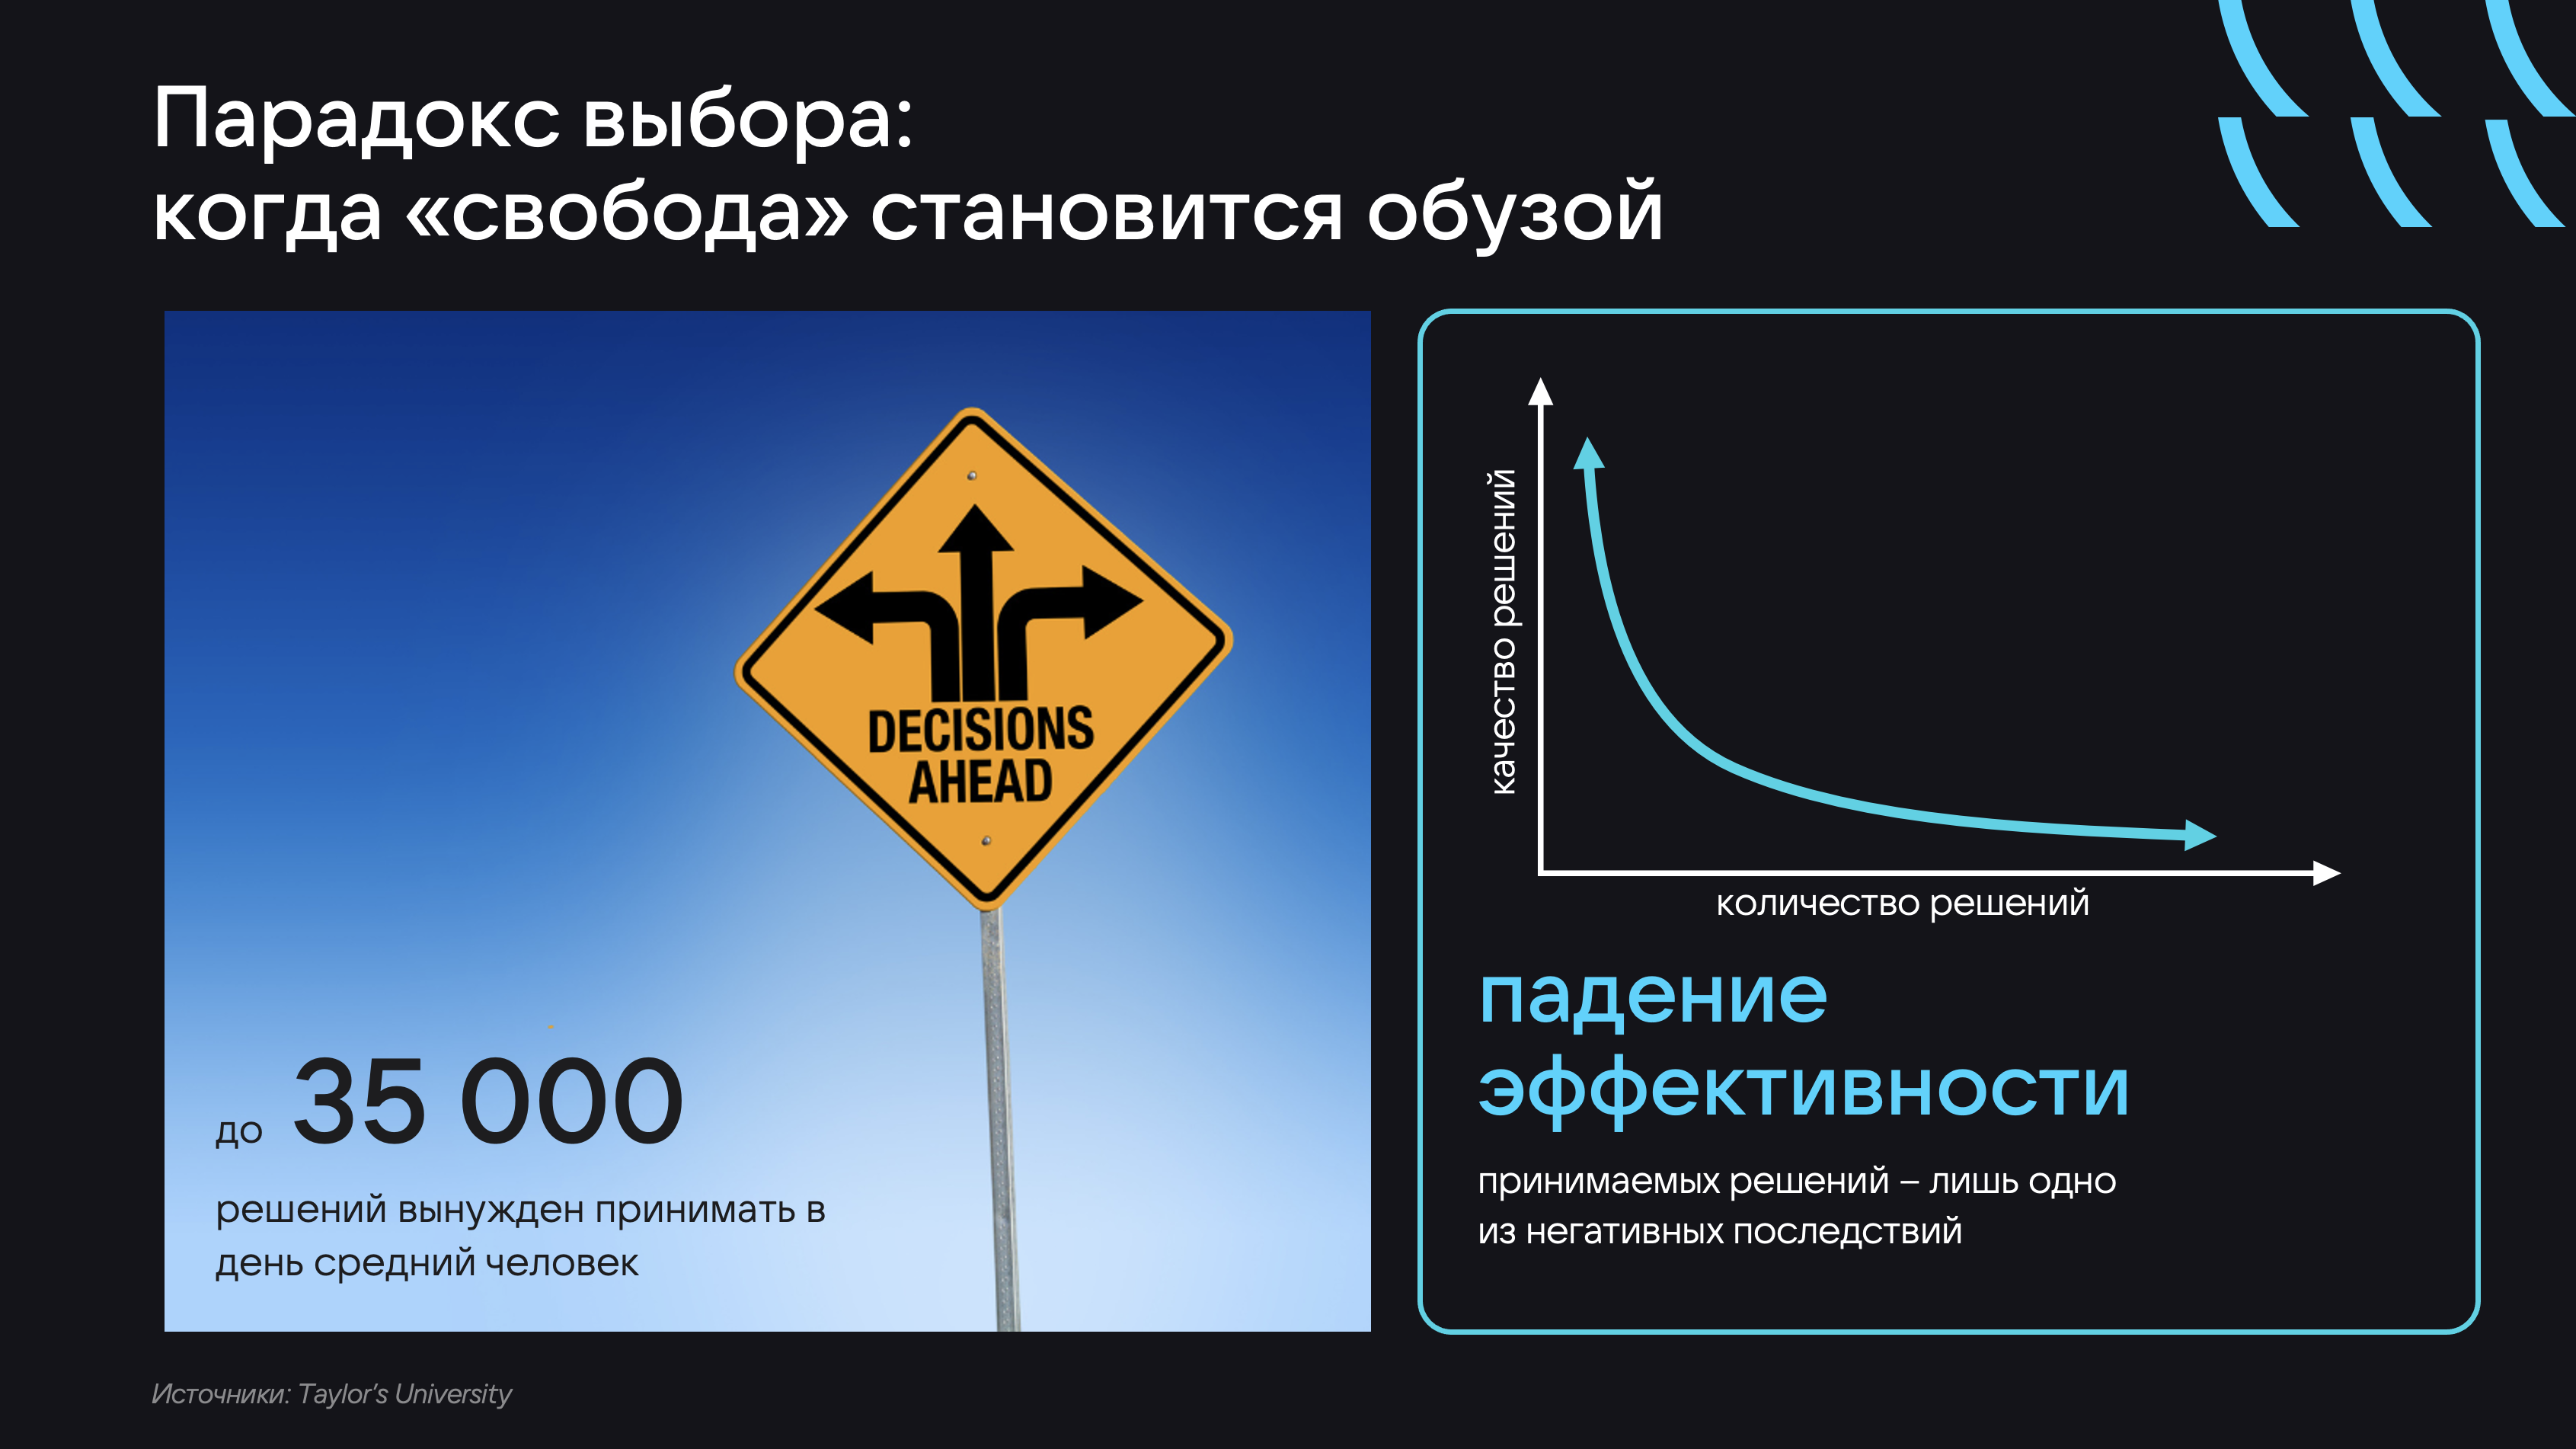 Парадокс выбора:
когда «свобода» становится обузой
DECISIONS
AHEAD
до 35 000
решений вынужден принимать в
день средний человек
качество решений
количество решений
падение
эффективности
принимаемых решений – лишь одно
из негативных последствий
Источники: Taylor’s University